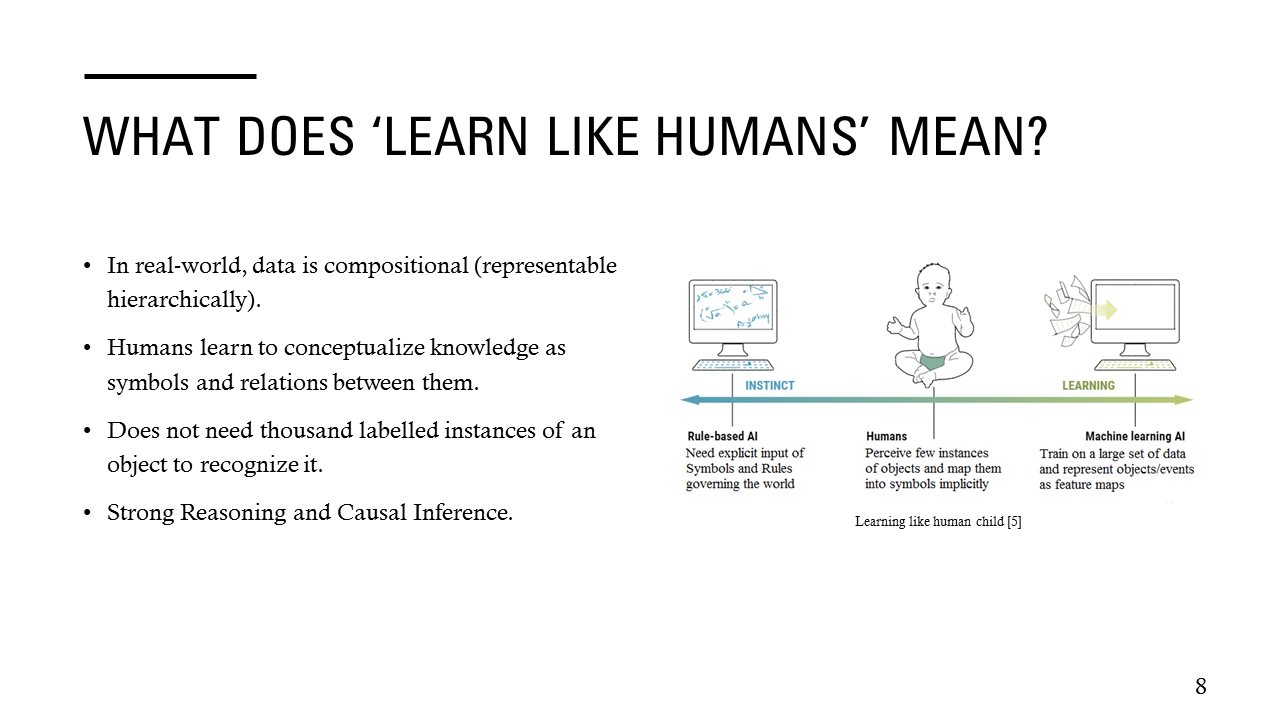 WHAT DOES ‘LEARN LIKE HUMANS’ MEAN?
• In real-world, data is compositional (representable
hierarchically).
• Humans learn to conceptualize knowledge as
symbols and relations between them.
• Does not need thousand labelled instances of an
object to recognize it.
• Strong Reasoning and Causal Inference.
INSTINCT
LEARNING
Rule-based AI
Need explicit input of
Symbols and Rules
governing the world
Humans
Perceive few instances
of objects and map them
into symbols implicitly
Machine learning AI
Train on a large set of data
and represent objects/events
as feature maps
Learning like human child [5]
8